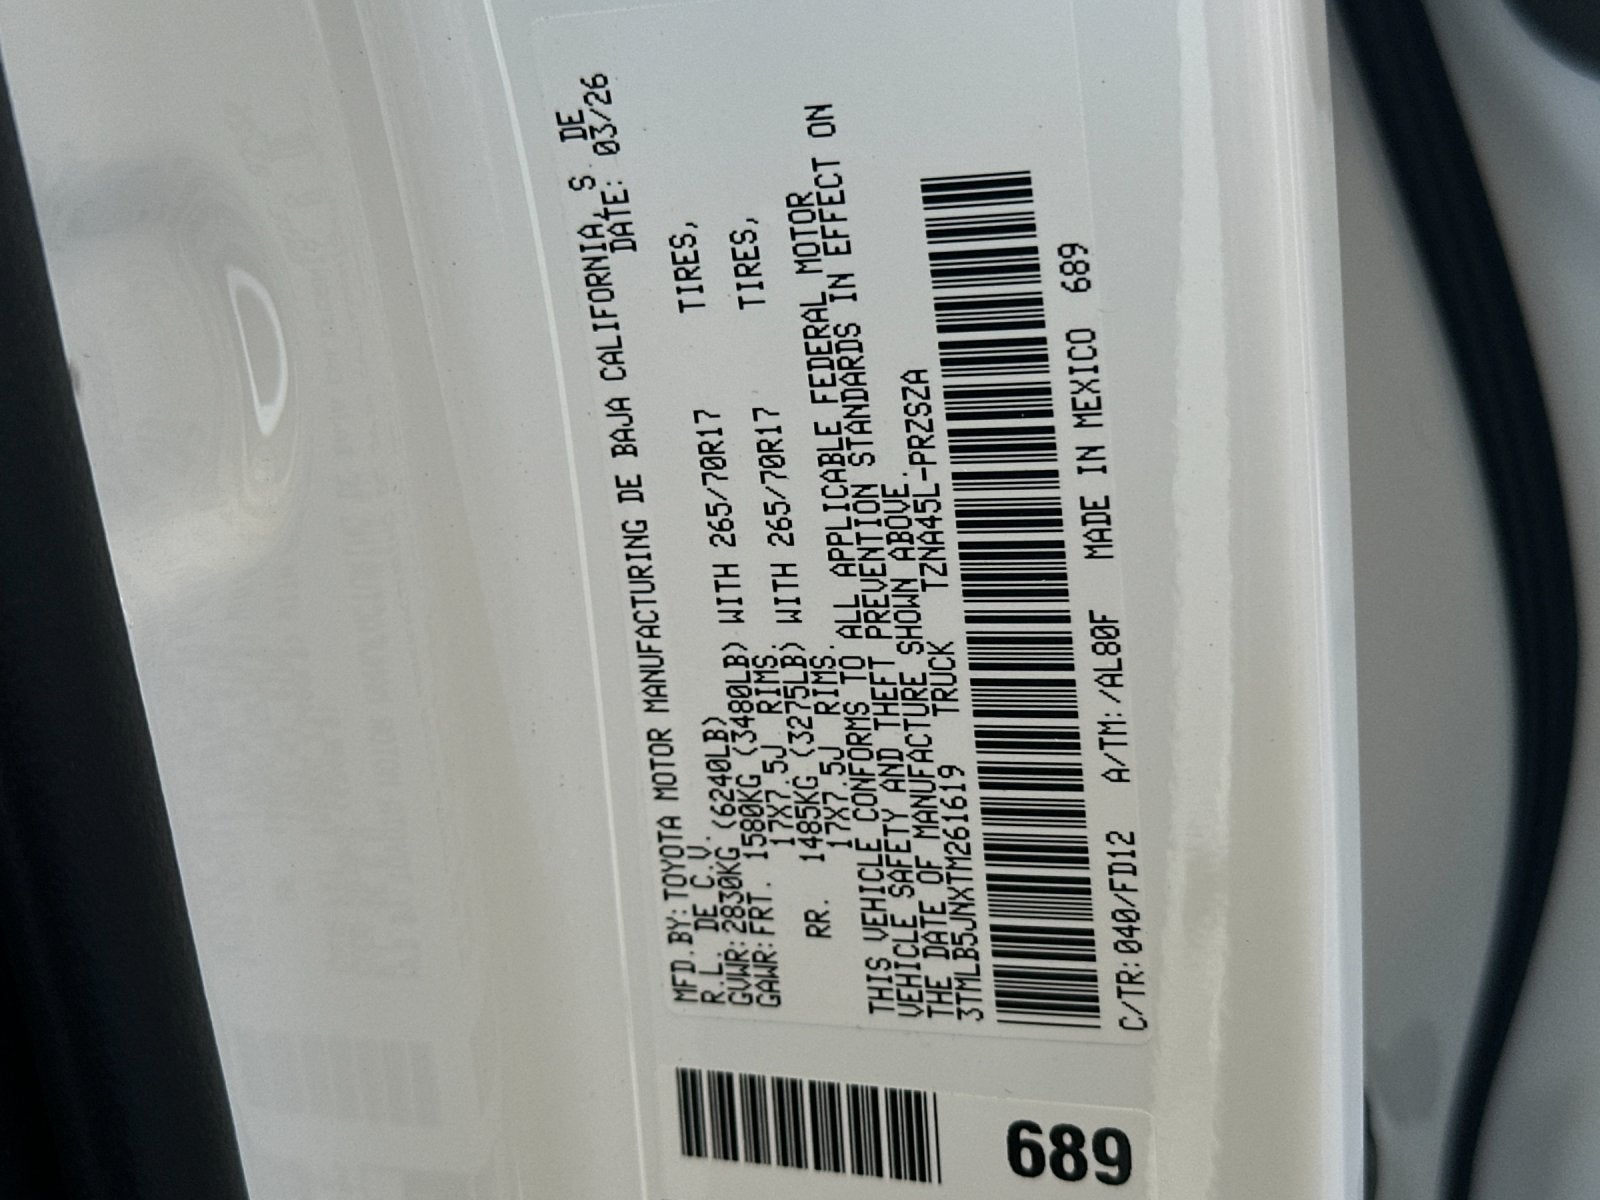 MFD.BY:TOYOTA MOTOR MANUFACTURING DE BAJA CALIFORNIA, S. DE
R.L. DE C.V. DATE: 03/26
GVWR:2830KG (6240LB)
GAWR:FRT. 1580KG (3480LB) WITH 265/70R17 TIRES,
17X7.5J RIMS.
RR. 1485KG (3275LB) WITH 265/70R17 TIRES,
17X7.5J RIMS.
THIS VEHICLE CONFORMS TO ALL APPLICABLE FEDERAL MOTOR
VEHICLE SAFETY AND THEFT PREVENTION STANDARDS IN EFFECT ON
THE DATE OF MANUFACTURE SHOWN ABOVE.
3TMLB5JNXTM261619 TRUCK TZNA45L-PRZSZA
C/TR:040/FD12 A/TM:/AL80F MADE IN MEXICO 689
689